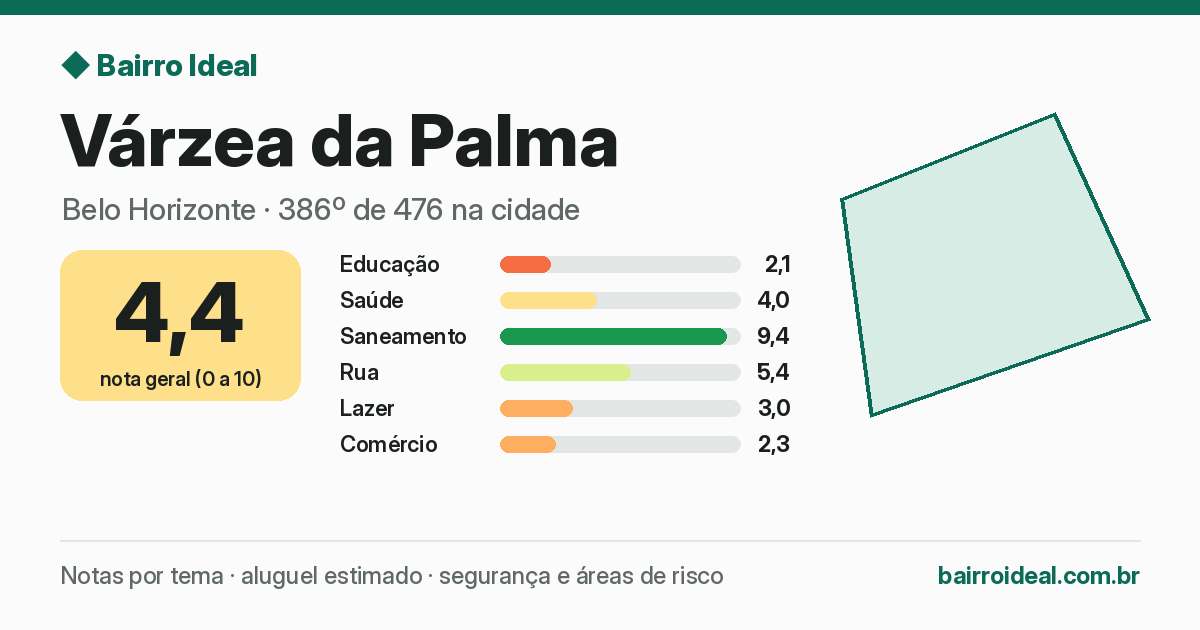 Bairro Ideal
Várzea da Palma
Belo Horizonte · 386º de 476 na cidade
4,4
nota geral (0 a 10)
Educação 2,1
Saúde 4,0
Saneamento 9,4
Rua 5,4
Lazer 3,0
Comércio 2,3
Notas por tema · aluguel estimado · segurança e áreas de risco
bairroideal.com.br